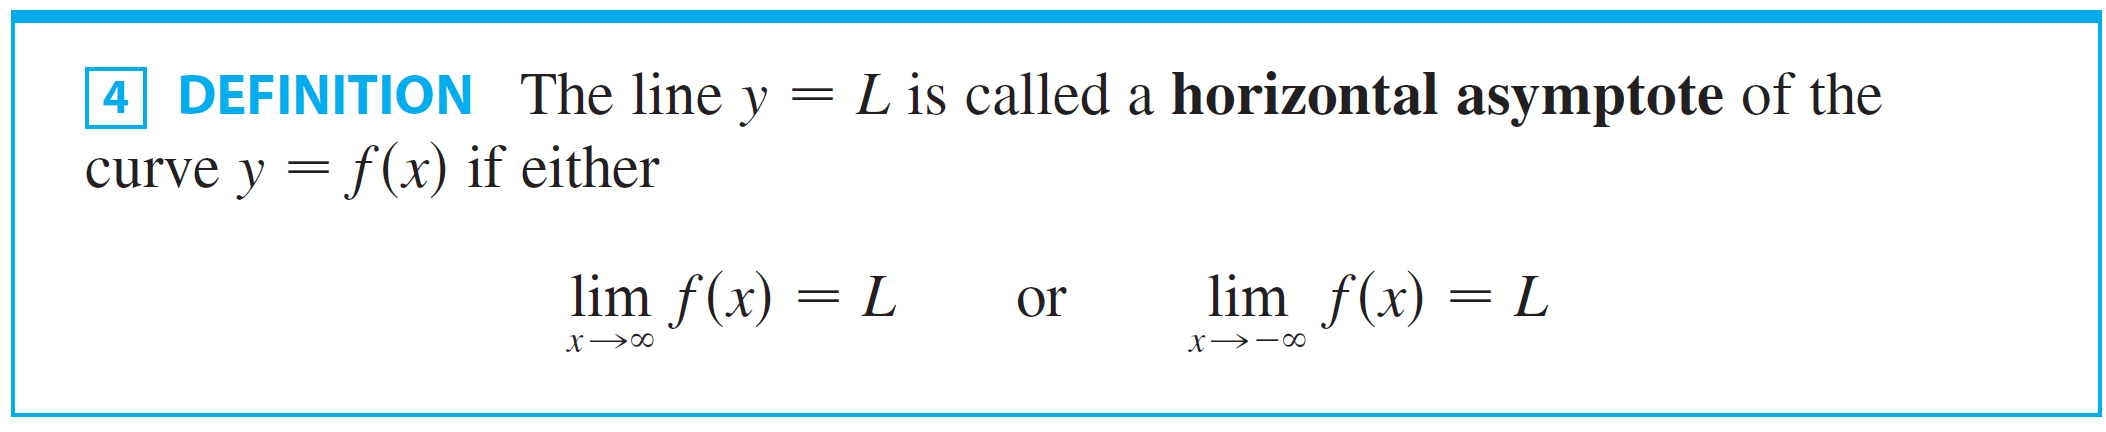 4 DEFINITION The line y = L is called a horizontal asymptote of the
curve y = f(x) if either
lim f(x) = L or lim f(x) = L
x→∞ x→−∞